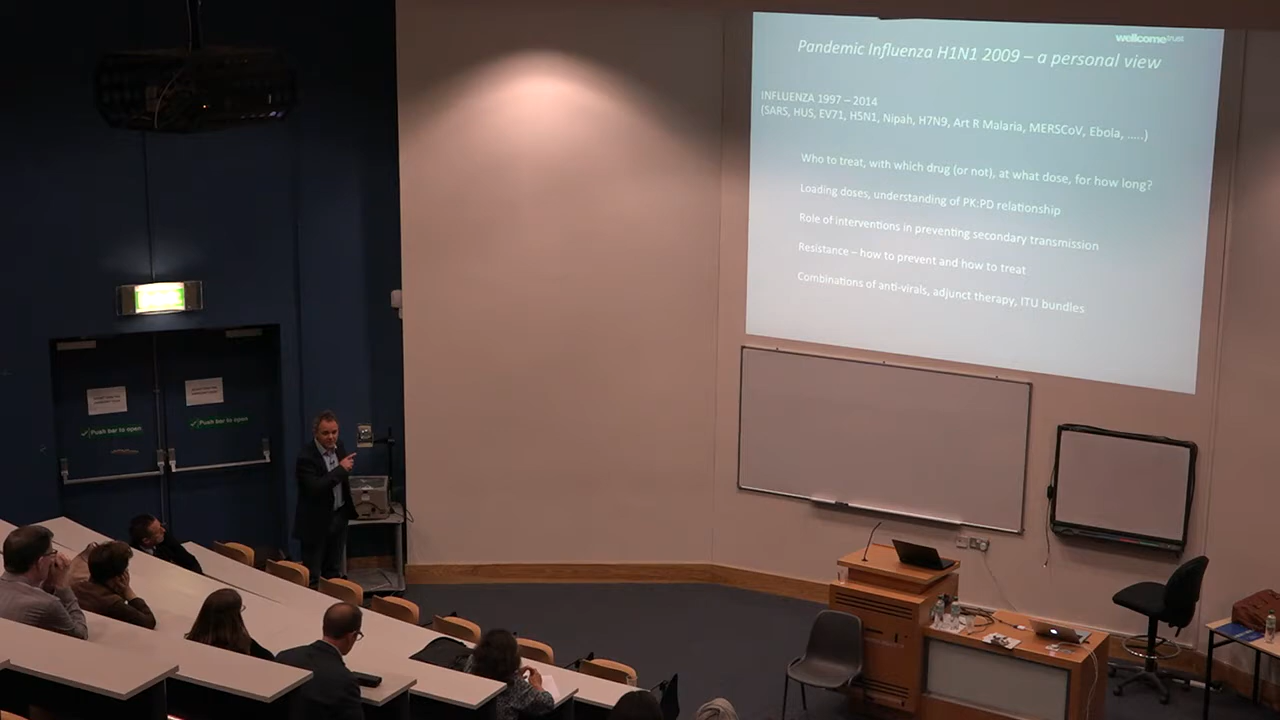 wellcome trust
Pandemic Influenza H1N1 2009 – a personal view
INFLUENZA 1997 – 2014
(SARS, HUS, EV71, H5N1, Nipah, H7N9, Art R Malaria, MERSCoV, Ebola, .....)
Who to treat, with which drug (or not), at what dose, for how long?
Loading doses, understanding of PK:PD relationship
Role of interventions in preventing secondary transmission
Resistance – how to prevent and how to treat
Combinations of anti-virals, adjunct therapy, ITU bundles
Push bar to open
Push bar to open